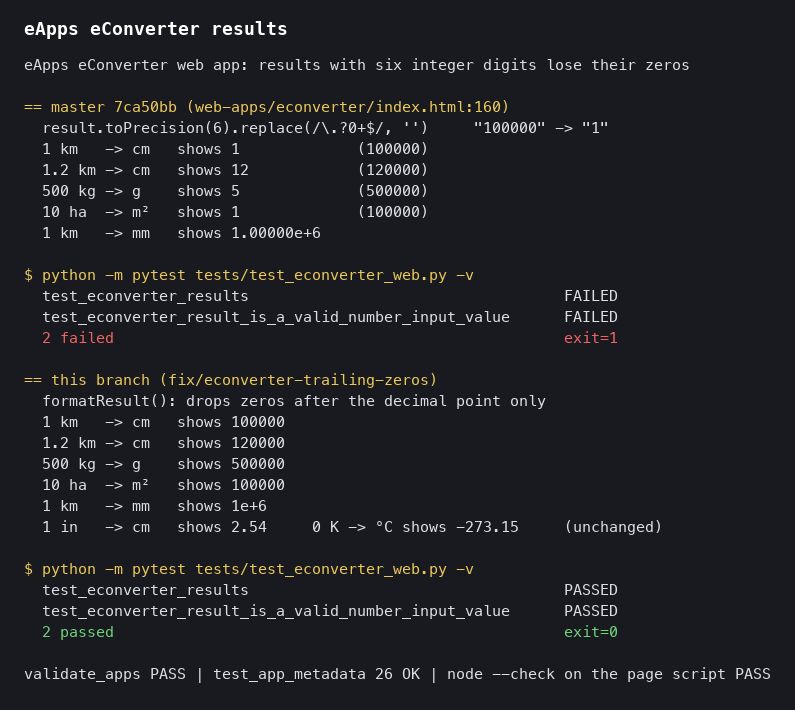 eApps eConverter results
eApps eConverter web app: results with six integer digits lose their zeros
== master 7ca50bb (web-apps/econverter/index.html:160)
result.toPrecision(6).replace(/\.?0+$/, '')     "100000" -> "1"
1 km   -> cm   shows 1             (100000)
1.2 km -> cm   shows 12            (120000)
500 kg -> g    shows 5             (500000)
10 ha  -> m²   shows 1             (100000)
1 km   -> mm   shows 1.00000e+6
$ python -m pytest tests/test_econverter_web.py -v
test_econverter_results                                   FAILED
test_econverter_result_is_a_valid_number_input_value      FAILED
2 failed                                                  exit=1
== this branch (fix/econverter-trailing-zeros)
formatResult(): drops zeros after the decimal point only
1 km   -> cm   shows 100000
1.2 km -> cm   shows 120000
500 kg -> g    shows 500000
10 ha  -> m²   shows 100000
1 km   -> mm   shows 1e+6
1 in   -> cm   shows 2.54     0 K -> °C shows -273.15     (unchanged)
$ python -m pytest tests/test_econverter_web.py -v
test_econverter_results                                   PASSED
test_econverter_result_is_a_valid_number_input_value      PASSED
2 passed                                                  exit=0
validate_apps PASS | test_app_metadata 26 OK | node --check on the page script PASS